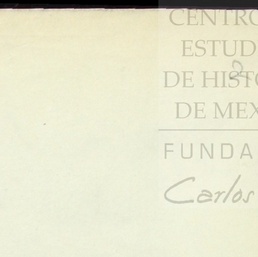 CENTRO
ESTUD
DE HISTO
DE MEX
FUNDA
Carlos